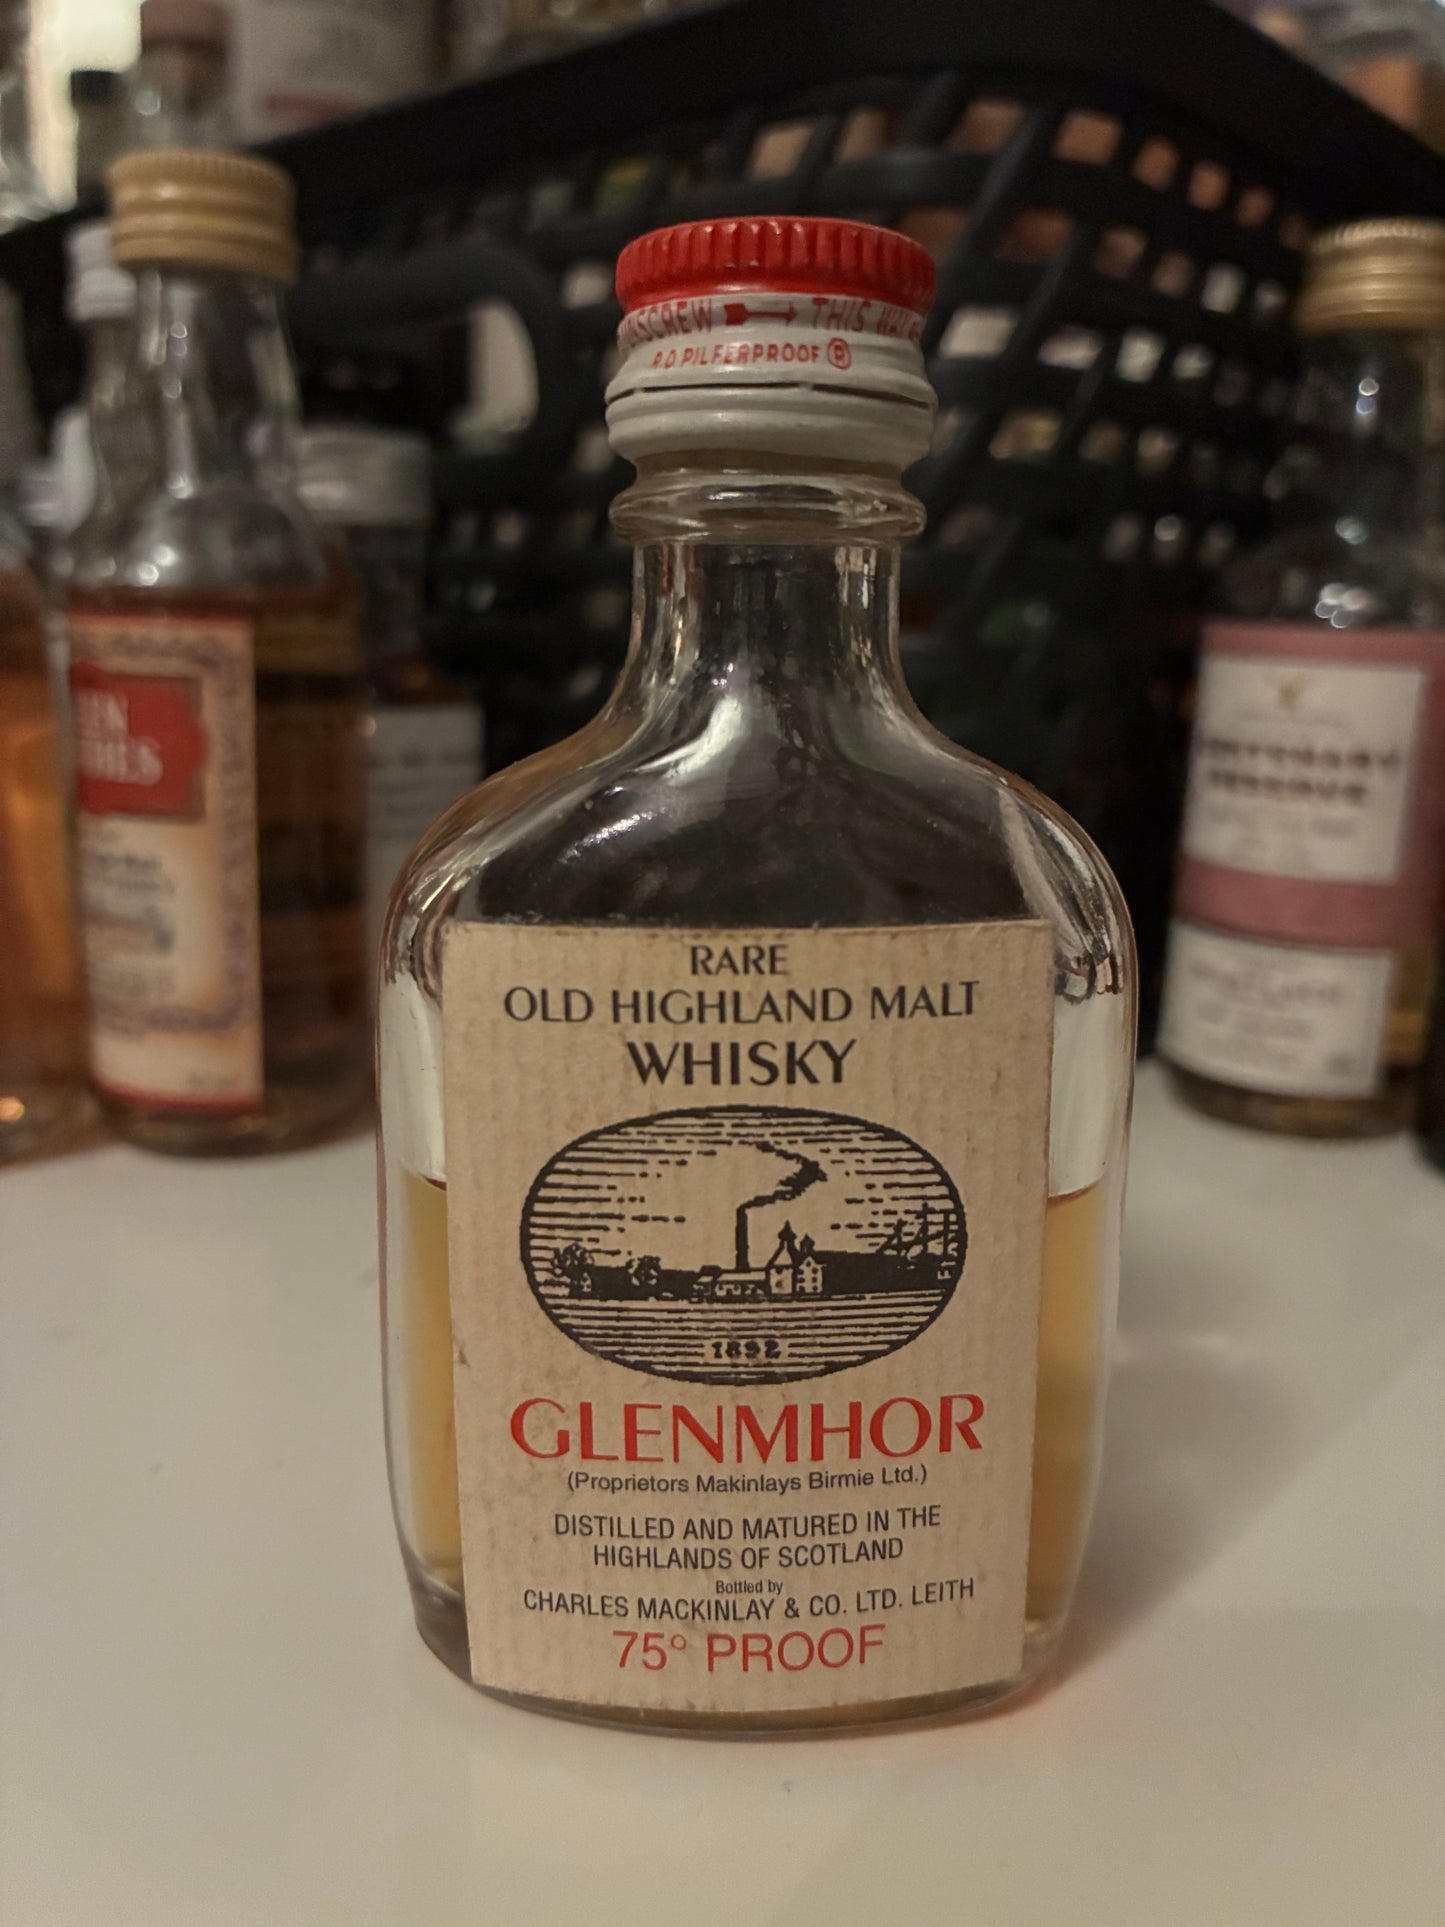 THIS WAY
R.O PILFERPROOF ®
RARE
OLD HIGHLAND MALT
WHISKY
1892
GLENMHOR
(Proprietors Makinlays Birmie Ltd.)
DISTILLED AND MATURED IN THE
HIGHLANDS OF SCOTLAND
Bottled by
CHARLES MACKINLAY & CO. LTD. LEITH
75° PROOF
RESERVE